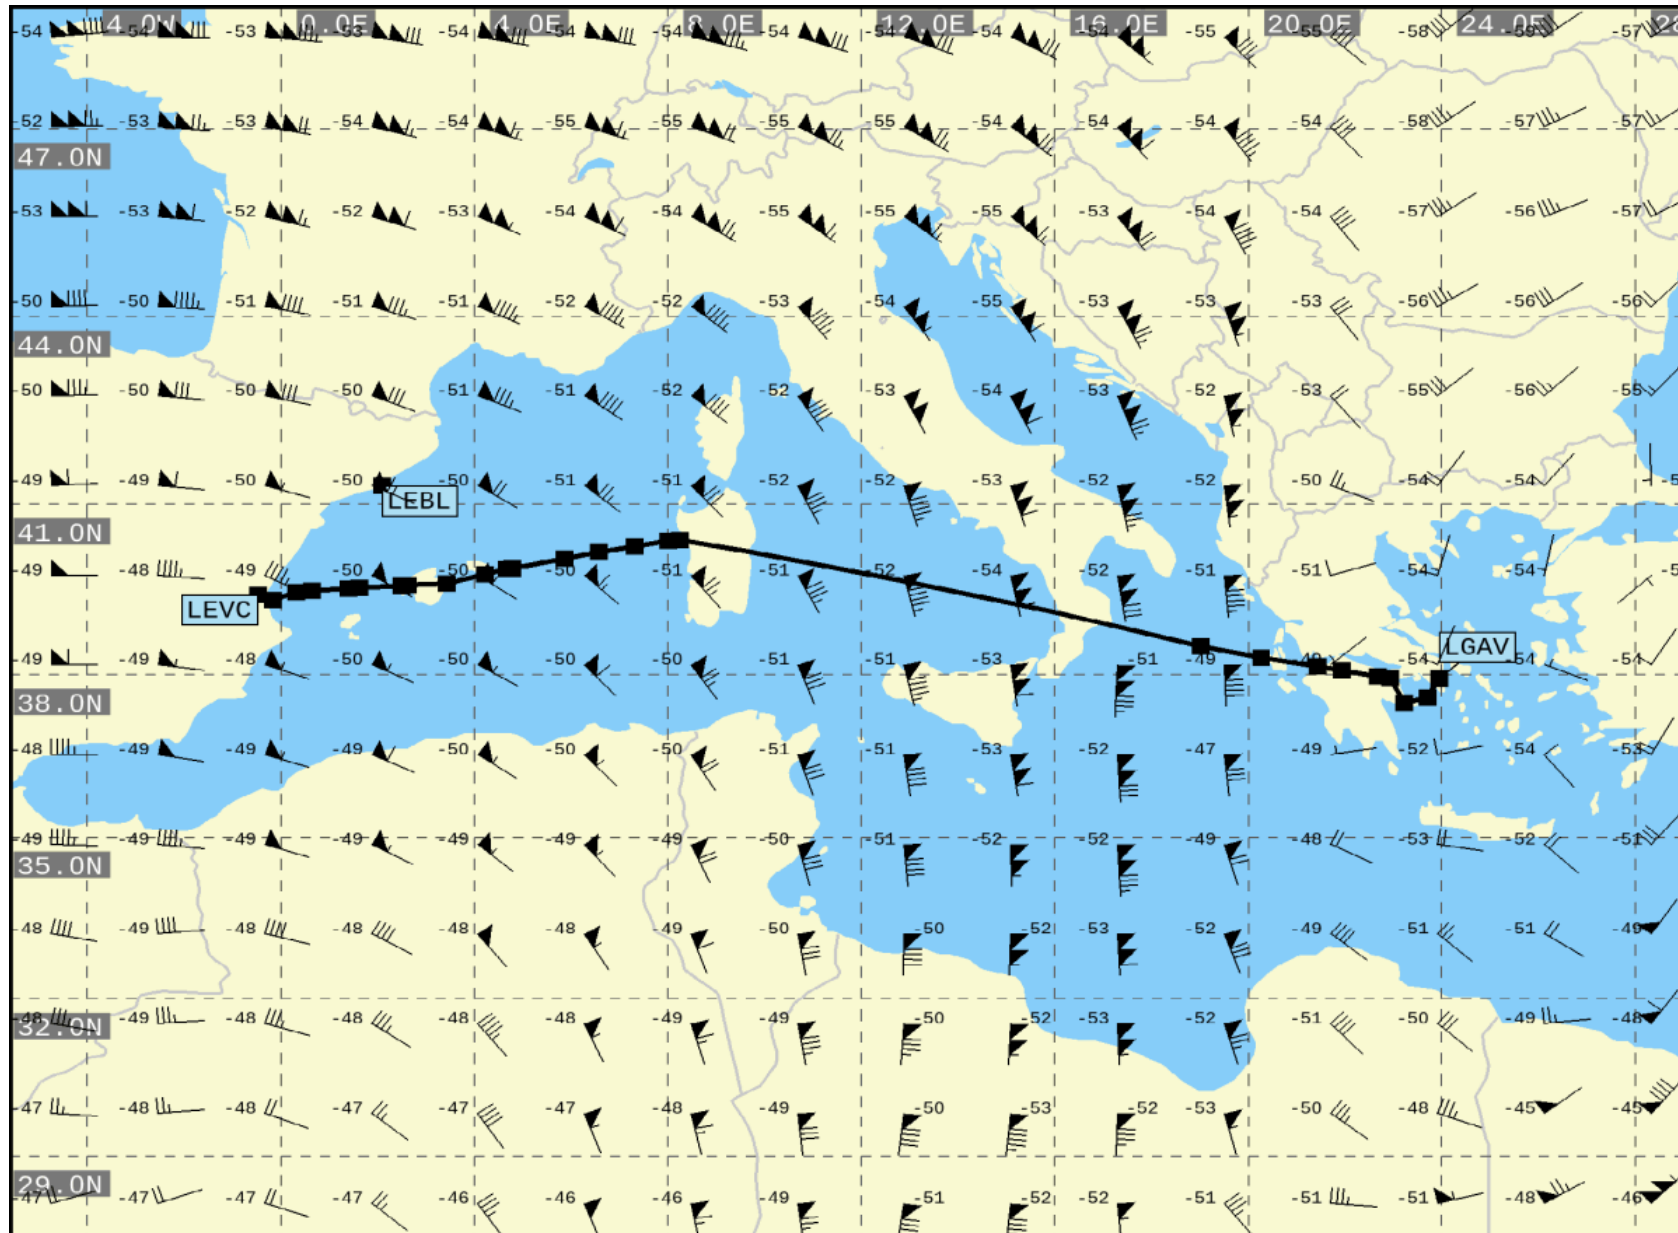 4.0W 0.0E 4.0E 8.0E 12.0E 16.0E 20.0E 24.0E
-54 -54 -53 -53 -54 -54 -54 -54 -54 -54 -54 -55 -55 -58 -59 -57
-52 -53 -53 -54 -54 -55 -55 -55 -55 -54 -54 -54 -54 -58 -57 -57
47.0N
-53 -53 -52 -52 -53 -54 -54 -55 -55 -55 -53 -54 -54 -57 -56 -57
-50 -50 -51 -51 -51 -52 -52 -53 -54 -55 -53 -53 -53 -56 -56 -56
44.0N
-50 -50 -50 -50 -51 -51 -52 -52 -53 -54 -53 -52 -53 -55 -56 -55
-49 -49 -50 -50 -50 -51 -51 -52 -52 -53 -52 -52 -50 -54 -54
LEBL
41.0N
-49 -48 -49 -50 -50 -50 -51 -51 -52 -54 -52 -51 -51 -54 -54 -54
LEVC
LGAV
-49 -49 -48 -50 -50 -50 -50 -51 -51 -53 -51 -49 -54 -54 -54
38.0N
-48 -49 -49 -49 -50 -50 -50 -51 -51 -53 -52 -47 -49 -52 -54 -53
-49 -49 -49 -49 -49 -49 -49 -50 -51 -52 -52 -49 -48 -53 -52 -51
35.0N
-48 -49 -48 -48 -48 -48 -49 -50 -50 -52 -53 -52 -49 -51 -51 -49
-48 -49 -48 -48 -48 -48 -49 -49 -50 -52 -53 -52 -51 -50 -49 -48
32.0N
-47 -48 -48 -47 -47 -47 -48 -49 -50 -53 -52 -53 -50 -48 -45 -45
29.0N
-47 -47 -47 -47 -46 -46 -46 -49 -51 -52 -52 -51 -51 -51 -48 -46